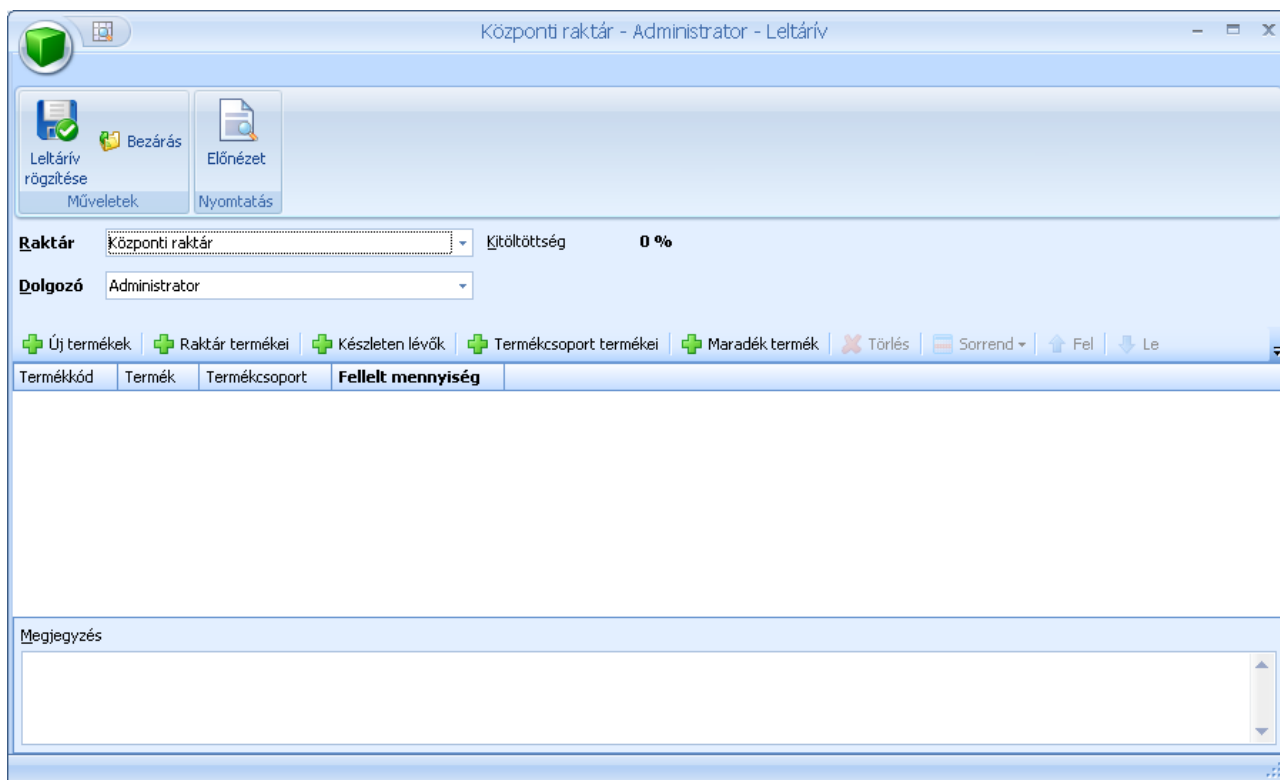 Központi raktár - Administrator - Leltárív
Leltárív rögzítése
Bezárás
Előnézet
Műveletek
Nyomtatás
Raktár Központi raktár Kitöltöttség 0 %
Dolgozó Administrator
Új termékek Raktár termékei Készleten lévők Termékcsoport termékei Maradék termék Törlés Sorrend Fel Le
Termékkód Termék Termékcsoport Fellelt mennyiség
Megjegyzés